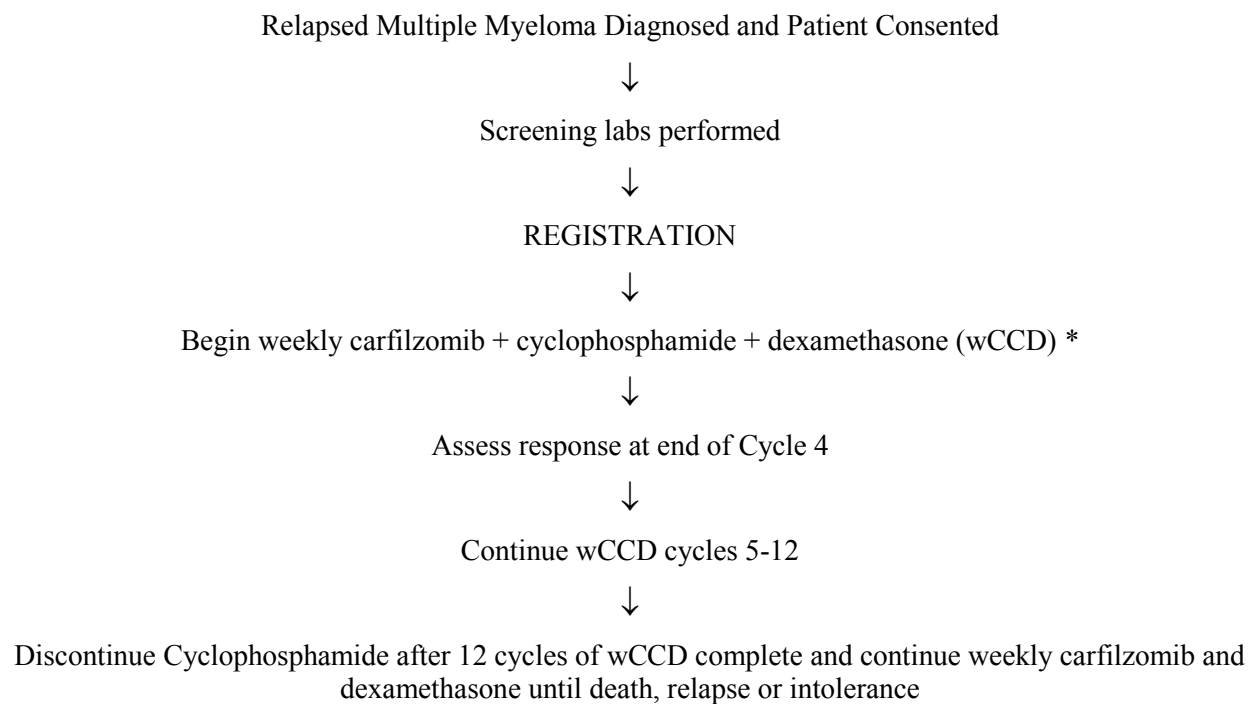 Relapsed Multiple Myeloma Diagnosed and Patient Consented
↓
Screening labs performed
↓
REGISTRATION
↓
Begin weekly carfilzomib + cyclophosphamide + dexamethasone (wCCD) *
↓
Assess response at end of Cycle 4
↓
Continue wCCD cycles 5-12
↓
Discontinue Cyclophosphamide after 12 cycles of wCCD complete and continue weekly carfilzomib and
dexamethasone until death, relapse or intolerance